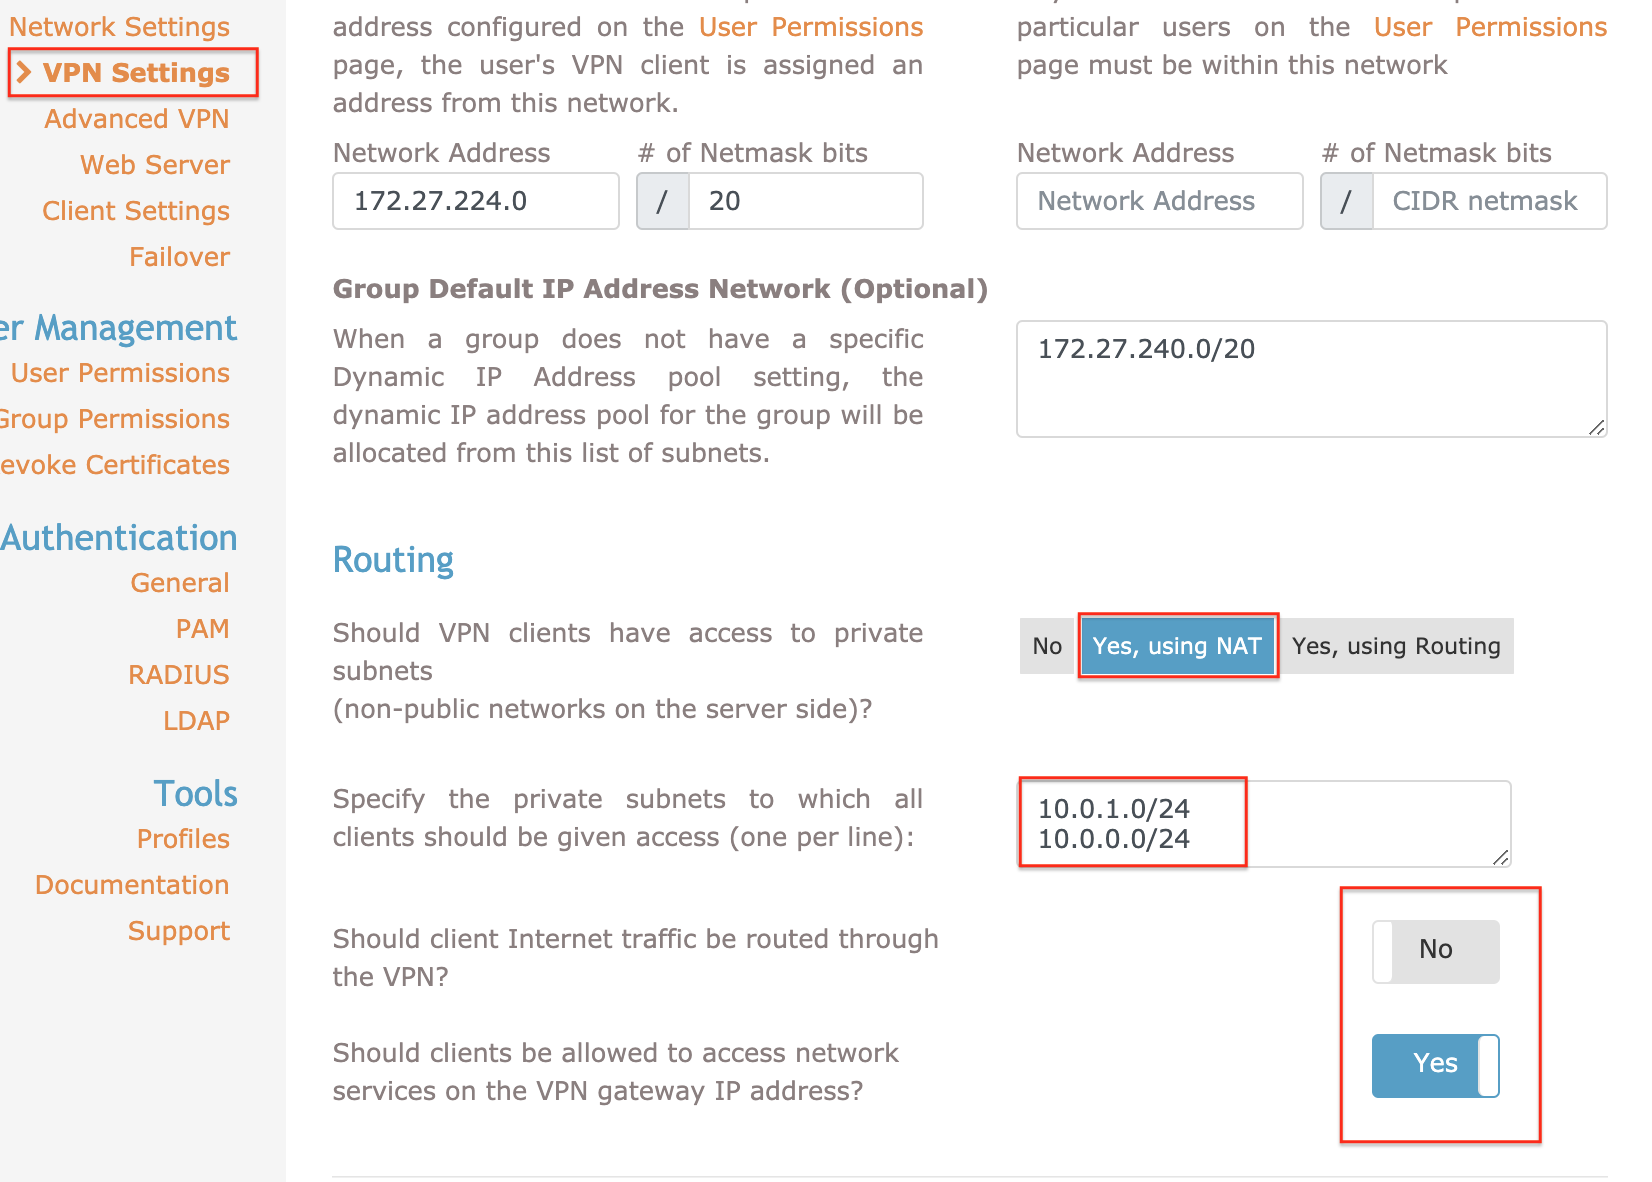 Network Settings
VPN Settings
Advanced VPN
Web Server
Client Settings
Failover
er Management
User Permissions
Group Permissions
evoke Certificates
Authentication
General
PAM
RADIUS
LDAP
Tools
Profiles
Documentation
Support
address configured on the User Permissions
page, the user's VPN client is assigned an
address from this network.
particular users on the User Permissions
page must be within this network
Network Address
# of Netmask bits
172.27.224.0
/
20
Network Address
# of Netmask bits
Network Address
/
CIDR netmask
Group Default IP Address Network (Optional)
When a group does not have a specific
Dynamic IP Address pool setting, the
dynamic IP address pool for the group will be
allocated from this list of subnets.
172.27.240.0/20
Routing
Should VPN clients have access to private
subnets
(non-public networks on the server side)?
No
Yes, using NAT
Yes, using Routing
Specify the private subnets to which all
clients should be given access (one per line):
10.0.1.0/24
10.0.0.0/24
Should client Internet traffic be routed through
the VPN?
No
Should clients be allowed to access network
services on the VPN gateway IP address?
Yes